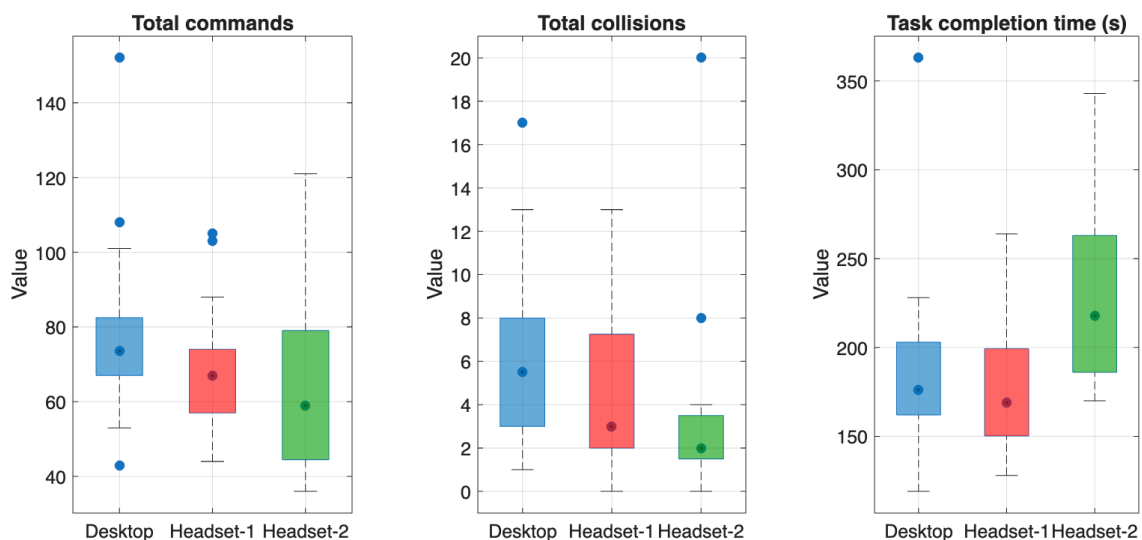 Total commands
Value
140
120
100
80
60
40
Desktop Headset-1 Headset-2
Total collisions
Value
20
18
16
14
12
10
8
6
4
2
0
Desktop Headset-1 Headset-2
Task completion time (s)
Value
350
300
250
200
150
Desktop Headset-1 Headset-2